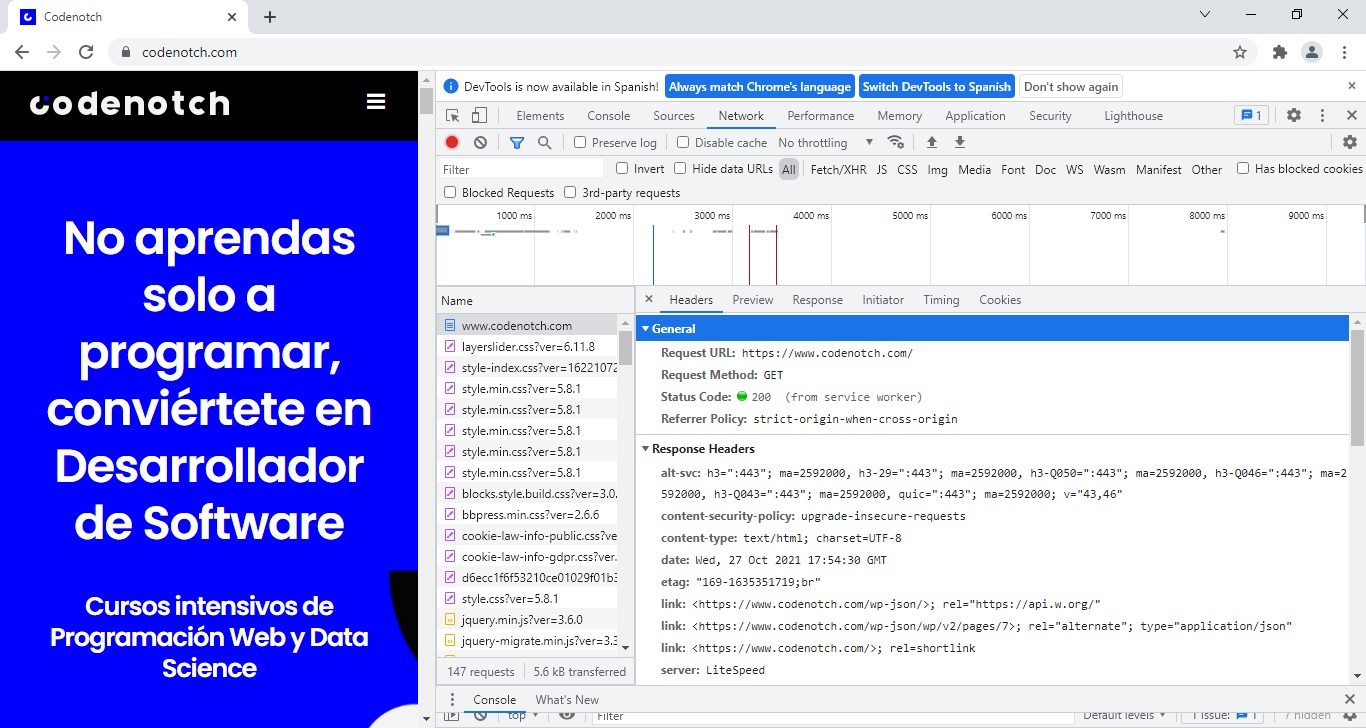 Codenotch
codenotch.com
codenotch
No aprendas
solo a
programar,
conviértete en
Desarrollador
de Software
Cursos intensivos de
Programación Web y Data
Science
DevTools is now available in Spanish! Always match Chrome's language Switch DevTools to Spanish Don't show again
Elements Console Sources Network Performance Memory Application Security Lighthouse 1
Preserve log Disable cache No throttling
Filter Invert Hide data URLs All Fetch/XHR JS CSS Img Media Font Doc WS Wasm Manifest Other Has blocked cookies
Blocked Requests 3rd-party requests
1000 ms 2000 ms 3000 ms 4000 ms 5000 ms 6000 ms 7000 ms 8000 ms 9000 ms
Name
www.codenotch.com
layerslider.css?ver=6.11.8
style-index.css?ver=16221072
style.min.css?ver=5.8.1
style.min.css?ver=5.8.1
style.min.css?ver=5.8.1
style.min.css?ver=5.8.1
style.min.css?ver=5.8.1
blocks.style.build.css?ver=3.0.
bbpress.min.css?ver=2.6.6
cookie-law-info-public.css?ve
cookie-law-info-gdpr.css?ver.
d6ecc1f6f53210ce01029f01b3
style.css?ver=5.8.1
jquery.min.js?ver=3.6.0
jquery-migrate.min.js?ver=3.3
147 requests 5.6 kB transferred
Headers Preview Response Initiator Timing Cookies
General
Request URL: https://www.codenotch.com/
Request Method: GET
Status Code: 200 (from service worker)
Referrer Policy: strict-origin-when-cross-origin
Response Headers
alt-svc: h3=":443"; ma=2592000, h3-29=":443"; ma=2592000, h3-Q050=":443"; ma=2592000, h3-Q046=":443"; ma=2
592000, h3-Q043=":443"; ma=2592000, quic=":443"; ma=2592000; v="43,46"
content-security-policy: upgrade-insecure-requests
content-type: text/html; charset=UTF-8
date: Wed, 27 Oct 2021 17:54:30 GMT
etag: "169-1635351719;br"
link: <https://www.codenotch.com/wp-json/>; rel="https://api.w.org/"
link: <https://www.codenotch.com/wp-json/wp/v2/pages/7>; rel="alternate"; type="application/json"
link: <https://www.codenotch.com/>; rel=shortlink
server: LiteSpeed
Console What's New
top Filter Default levels 1 Issue: 1 7 hidden